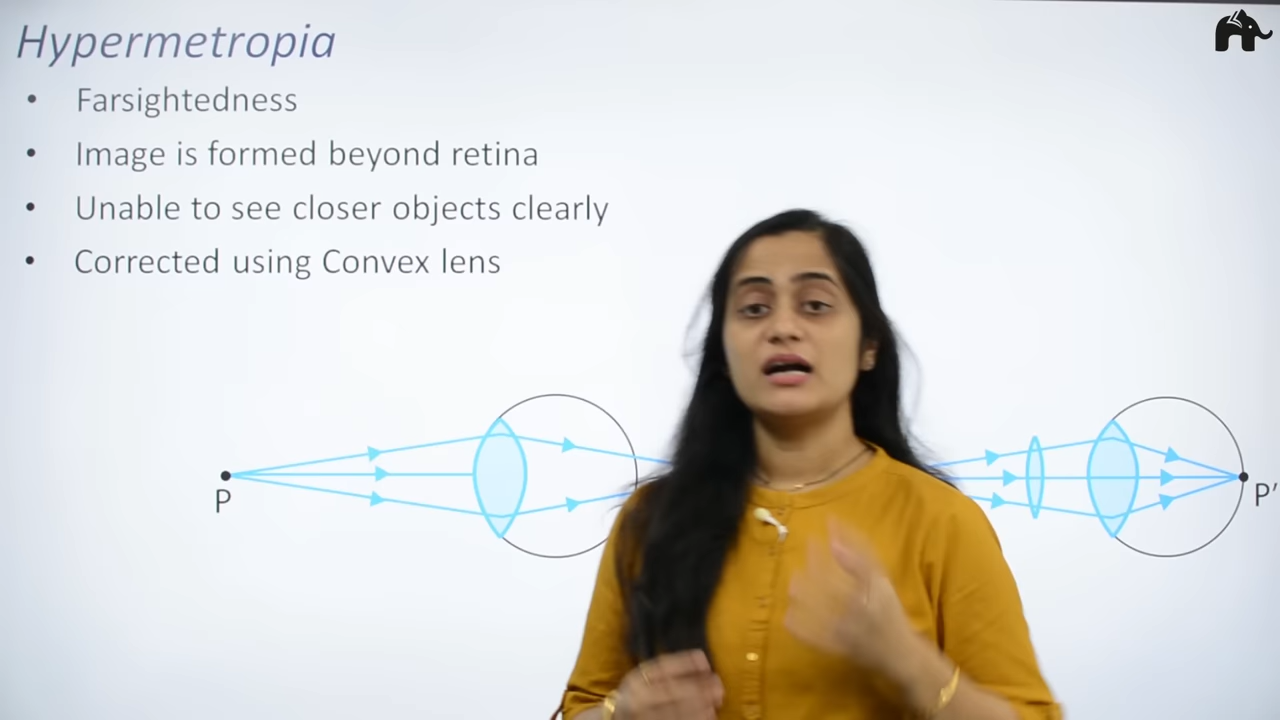 Hypermetropia
• Farsightedness
• Image is formed beyond retina
• Unable to see closer objects clearly
• Corrected using Convex lens
P
P′